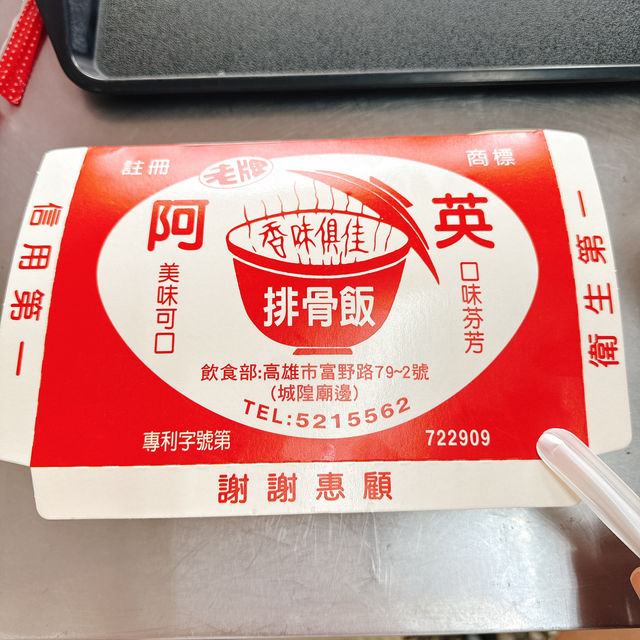 註冊
商標
老牌
阿英
香味俱佳
排骨飯
美味可口
口味芬芳
飲食部:高雄市富野路79~2號
(城隍廟邊)
TEL:5215562
專利字號第 722909
信用第一
衛生第一
謝謝惠顧